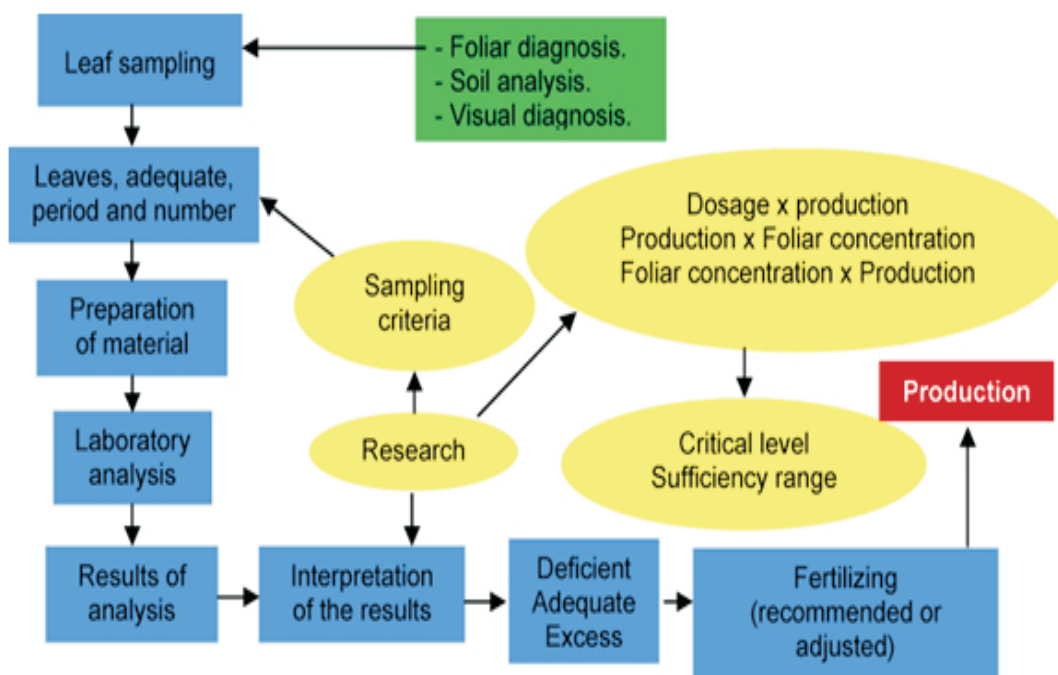 Leaf sampling
- Foliar diagnosis.
- Soil analysis.
- Visual diagnosis.
Leaves, adequate,
period and number
Dosage x production
Production x Foliar concentration
Foliar concentration x Production
Sampling
criteria
Preparation
of material
Production
Research
Critical level
Sufficiency range
Laboratory
analysis
Results of
analysis
Interpretation
of the results
Deficient
Adequate
Excess
Fertilizing
(recommended or
adjusted)